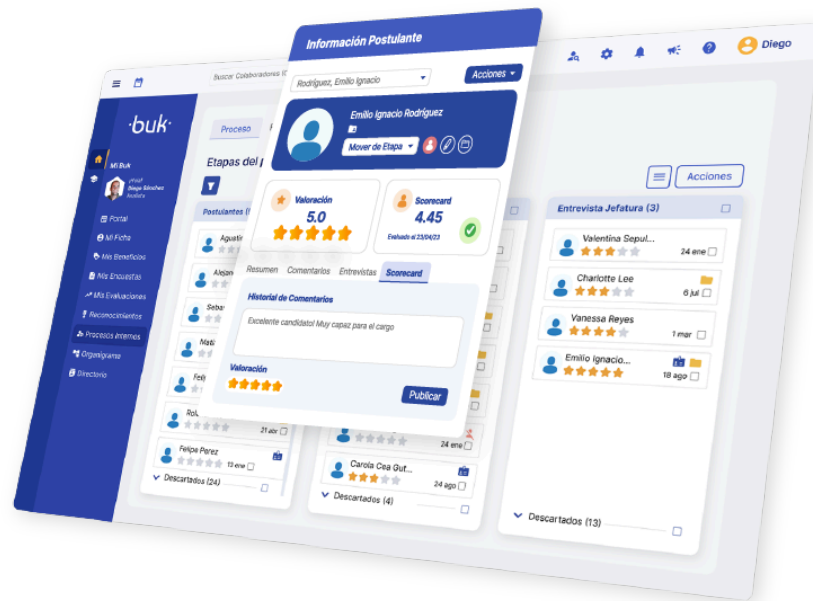 Información Postulante
Rodríguez, Emilio Ignacio
Acciones
Emilio Ignacio Rodríguez
Mover de Etapa
Valoración
5.0
Scorecard
4.45
Evaluado el 23/04/23
Resumen Comentarios Entrevistas Scorecard
Historial de Comentarios
Excelente candidato! Muy capaz para el cargo
Valoración
Publicar
Buscar Colaboradores
Diego
·buk·
Mi Buk
Diego Sánchez
Portal
Mi Ficha
Mis Beneficios
Mis Encuestas
Mis Evaluaciones
Reconocimientos
Procesos Internos
Organigrama
Directorio
Proceso
Etapas del
Acciones
Postulantes
21 abr
Felipe Perez
13 ene
Descartados (24)
24 ene
Carola Cea Gut...
24 ago
Descartados (4)
Entrevista Jefatura (3)
Valentina Sepul...
24 ene
Charlotte Lee
6 jul
Vanessa Reyes
1 mar
Emilio Ignacio...
18 ago
Descartados (13)